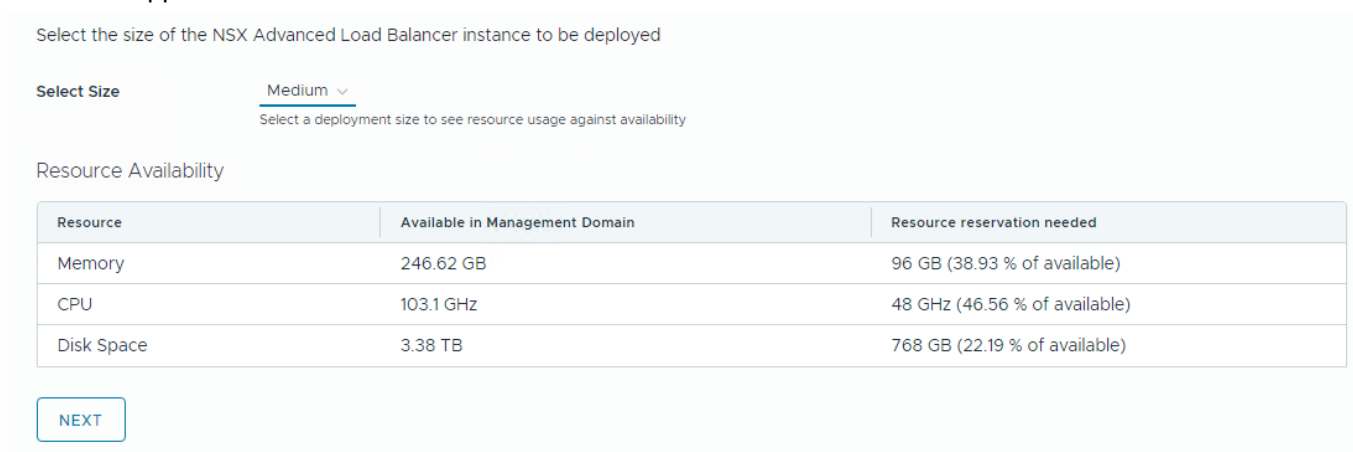 Select the size of the NSX Advanced Load Balancer instance to be deployed
Select Size Medium
Select a deployment size to see resource usage against availability
Resource Availability
Resource Available in Management Domain Resource reservation needed
Memory 246.62 GB 96 GB (38.93 % of available)
CPU 103.1 GHz 48 GHz (46.56 % of available)
Disk Space 3.38 TB 768 GB (22.19 % of available)
NEXT